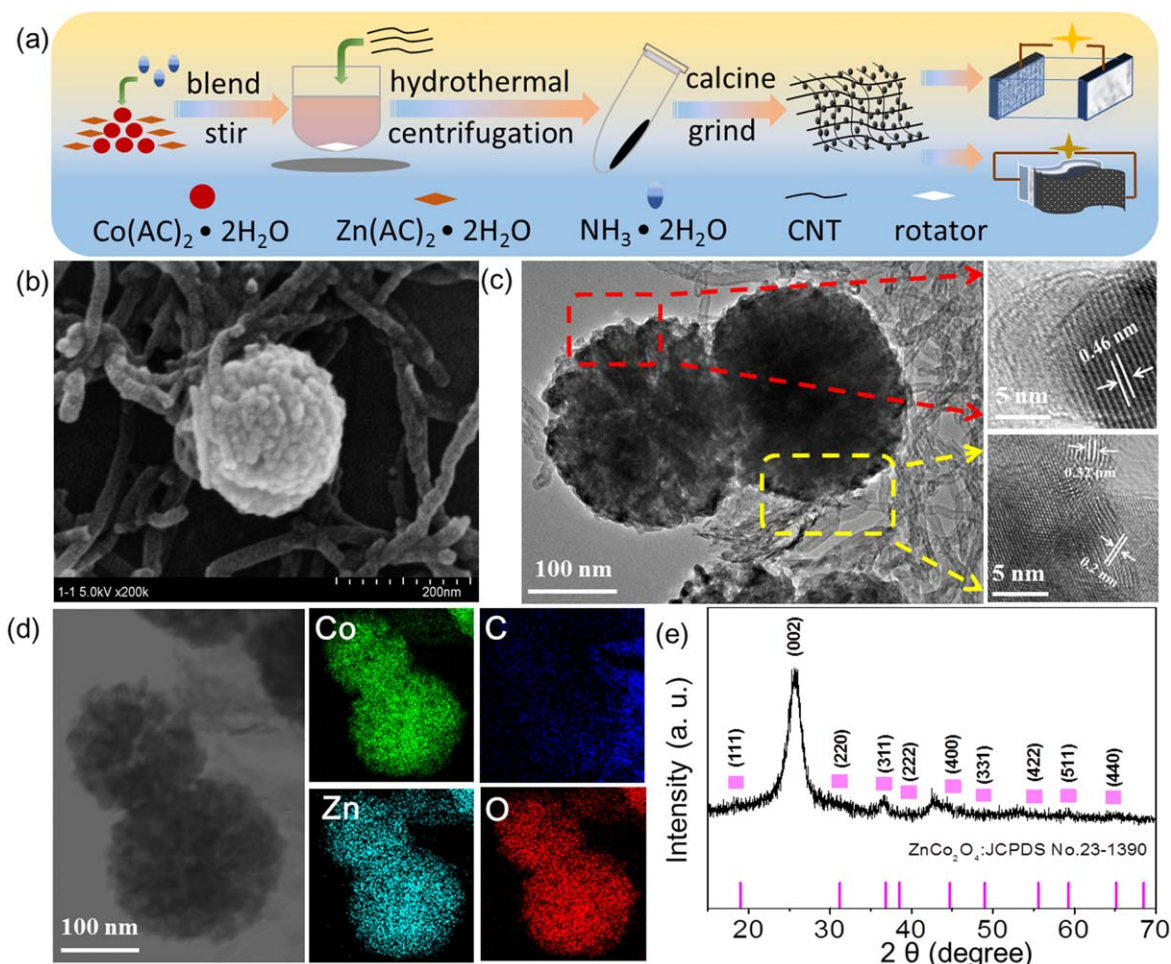 (a)
blend
stir
hydrothermal
centrifugation
calcine
grind
Co(AC)₂ • 2H₂O
Zn(AC)₂ • 2H₂O
NH₃ • 2H₂O
CNT
rotator
(b)
1-1 5.0kV x200k
200nm
(c)
100 nm
0.46 nm
5 nm
0.32 nm
0.2 nm
5 nm
(d)
100 nm
Co
C
Zn
O
(e)
Intensity (a. u.)
(111)
(002)
(220)
(311)
(222)
(400)
(331)
(422)
(511)
(440)
ZnCo₂O₄:JCPDS No.23-1390
20 30 40 50 60 70
2 θ (degree)